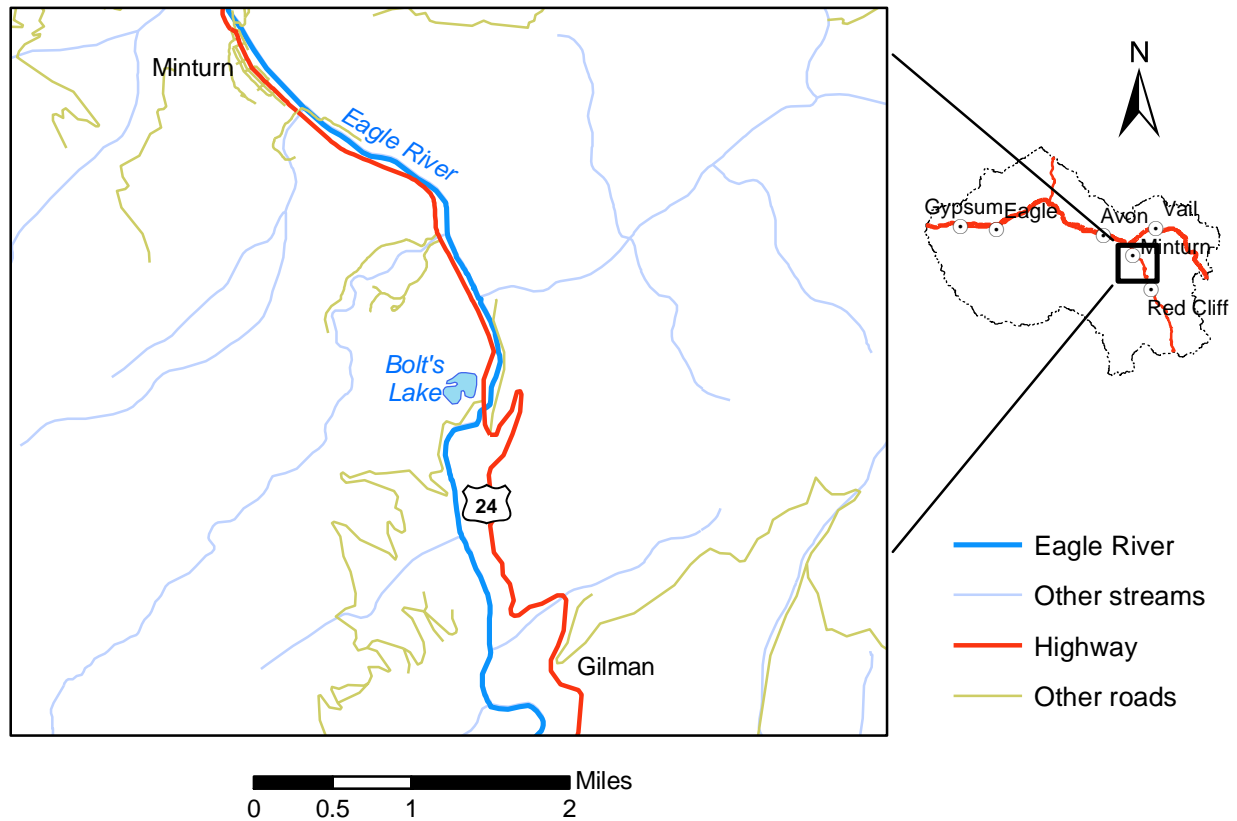 Minturn
Eagle River
Bolt's
Lake
24
Gilman
N
Gypsum
Eagle
Avon
Vail
Minturn
Red Cliff
Eagle River
Other streams
Highway
Other roads
Miles
0 0.5 1 2